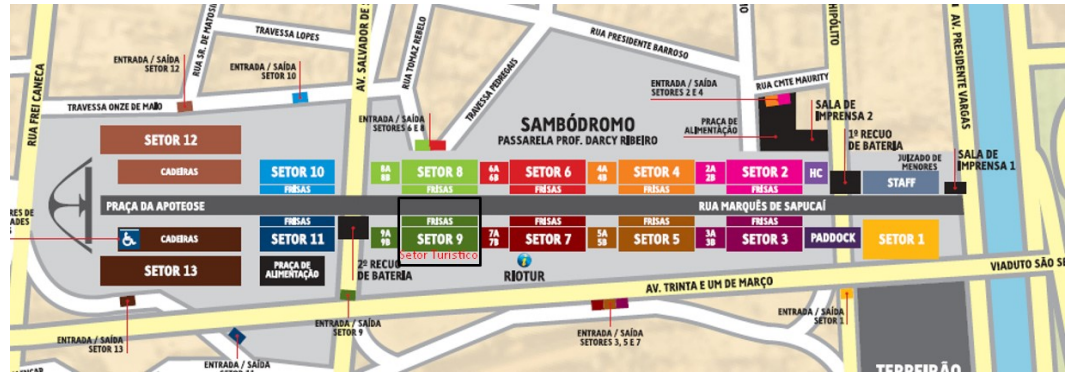 RUA FREI CANECA
RUA SR. DE MATOSI
TRAVESSA LOPES
AV. SALVADOR DE S
RUA TOMAZ REBELO
TRAVESSA PEDREGAIS
RUA PRESIDENTE BARROSO
HIPÓLITO
AV. PRESIDENTE VARGAS
ENTRADA / SAÍDA
SETOR 12
ENTRADA / SAÍDA
SETOR 10
TRAVESSA ONZE DE MAIO
ENTRADA / SAÍDA
SETORES 6 E 8
ENTRADA / SAÍDA
SETORES 2 E 4
RUA CMTE MAURITY
PRAÇA DE
ALIMENTAÇÃO
SALA DE
IMPRENSA 2
1º RECUO
DE BATERIA
JUIZADO DE
MENORES
SALA DE
IMPRENSA 1
SAMBÓDROMO
PASSARELA PROF. DARCY RIBEIRO
SETOR 12
CADEIRAS
SETOR 10
FRISAS
8A
8B
SETOR 8
FRISAS
6A
6B
SETOR 6
FRISAS
4A
4B
SETOR 4
FRISAS
2A
2B
SETOR 2
FRISAS
HC
STAFF
PRAÇA DA APOTEOSE
RUA MARQUÊS DE SAPUCAÍ
RES DE
ADES
CADEIRAS
SETOR 13
FRISAS
SETOR 11
PRAÇA DE
ALIMENTAÇÃO
2º RECUO
DE BATERIA
9A
9B
FRISAS
SETOR 9
Setor Turístico
7A
7B
FRISAS
SETOR 7
5A
5B
FRISAS
SETOR 5
3A
3B
FRISAS
SETOR 3
PADDOCK
SETOR 1
RIOTUR
AV. TRINTA E UM DE MARÇO
VIADUTO SÃO SE
ENTRADA / SAÍDA
SETOR 13
ENTRADA / SAÍDA
ENTRADA / SAÍDA
SETOR 9
ENTRADA / SAÍDA
SETORES 3, 5 E 7
ENTRADA / SAÍDA
SETOR 1
TERREIRÃO